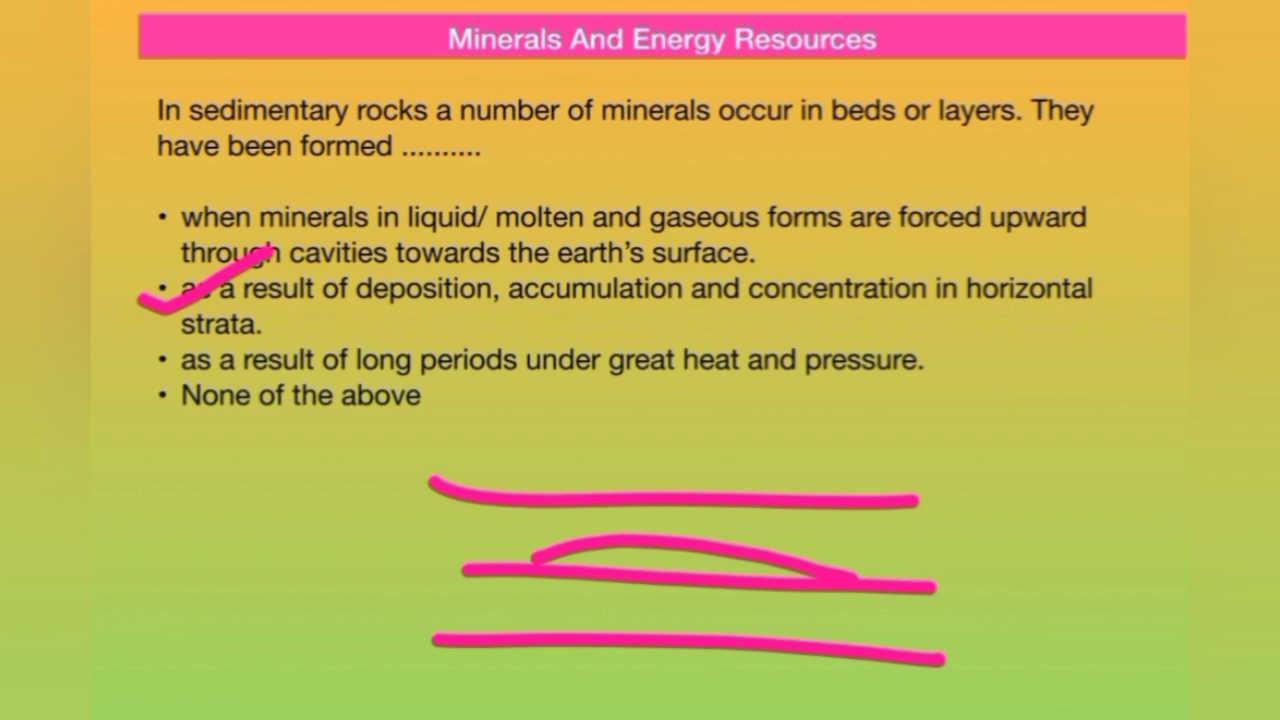 Minerals And Energy Resources
In sedimentary rocks a number of minerals occur in beds or layers. They
have been formed ..........
• when minerals in liquid/ molten and gaseous forms are forced upward
through cavities towards the earth's surface.
• as a result of deposition, accumulation and concentration in horizontal
strata.
• as a result of long periods under great heat and pressure.
• None of the above